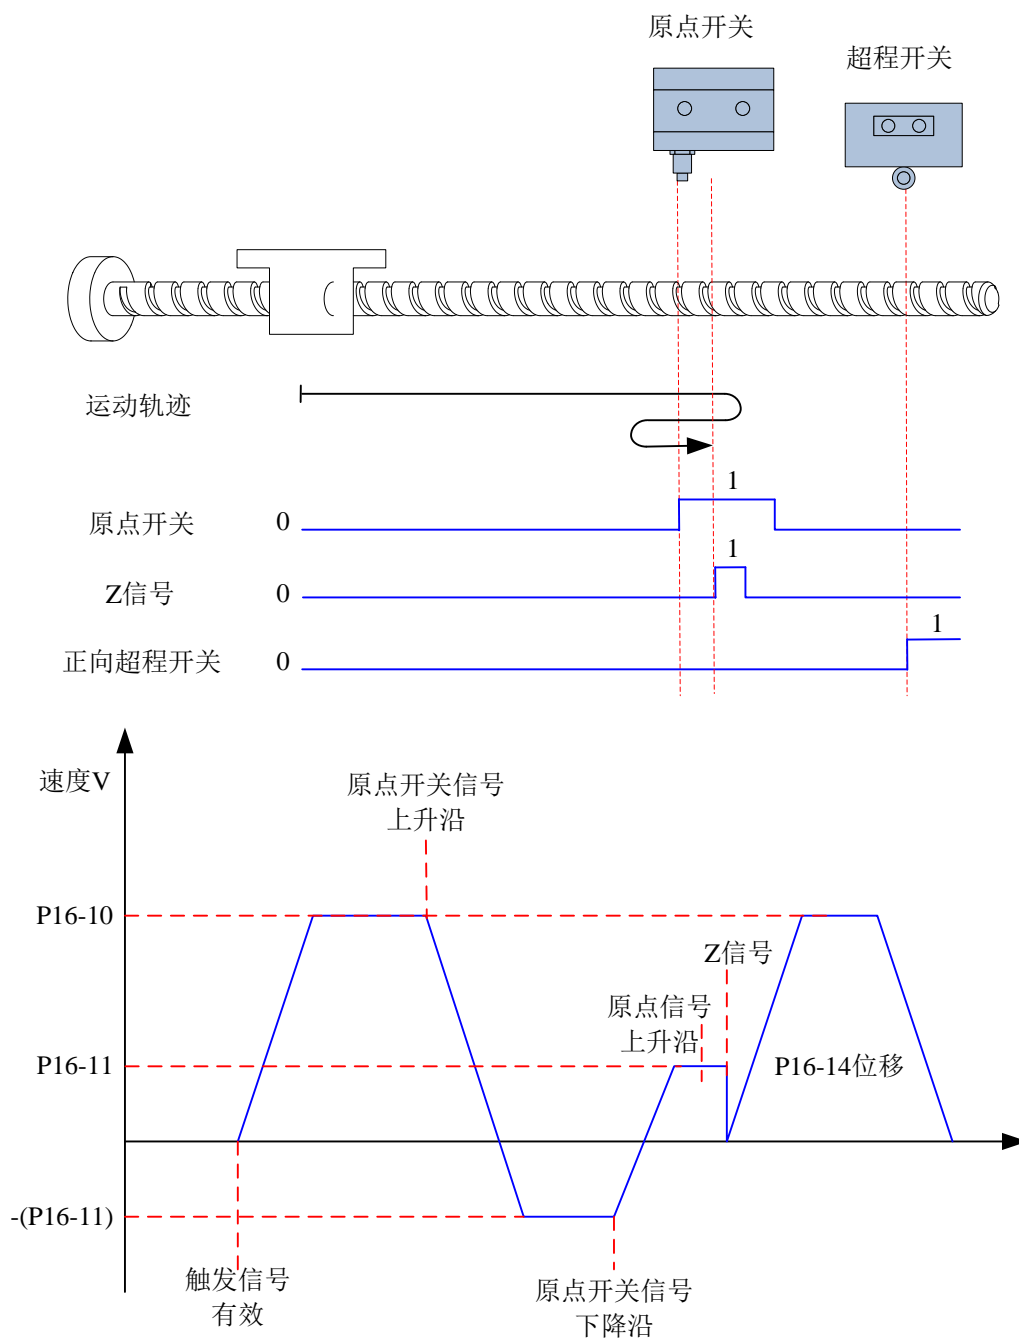 原点开关
超程开关
运动轨迹
1
原点开关
0
1
Z信号
0
1
正向超程开关
0
速度V
原点开关信号
上升沿
P16-10
Z信号
原点信号
上升沿
P16-11
P16-14位移
-(P16-11)
触发信号
有效
原点开关信号
下降沿